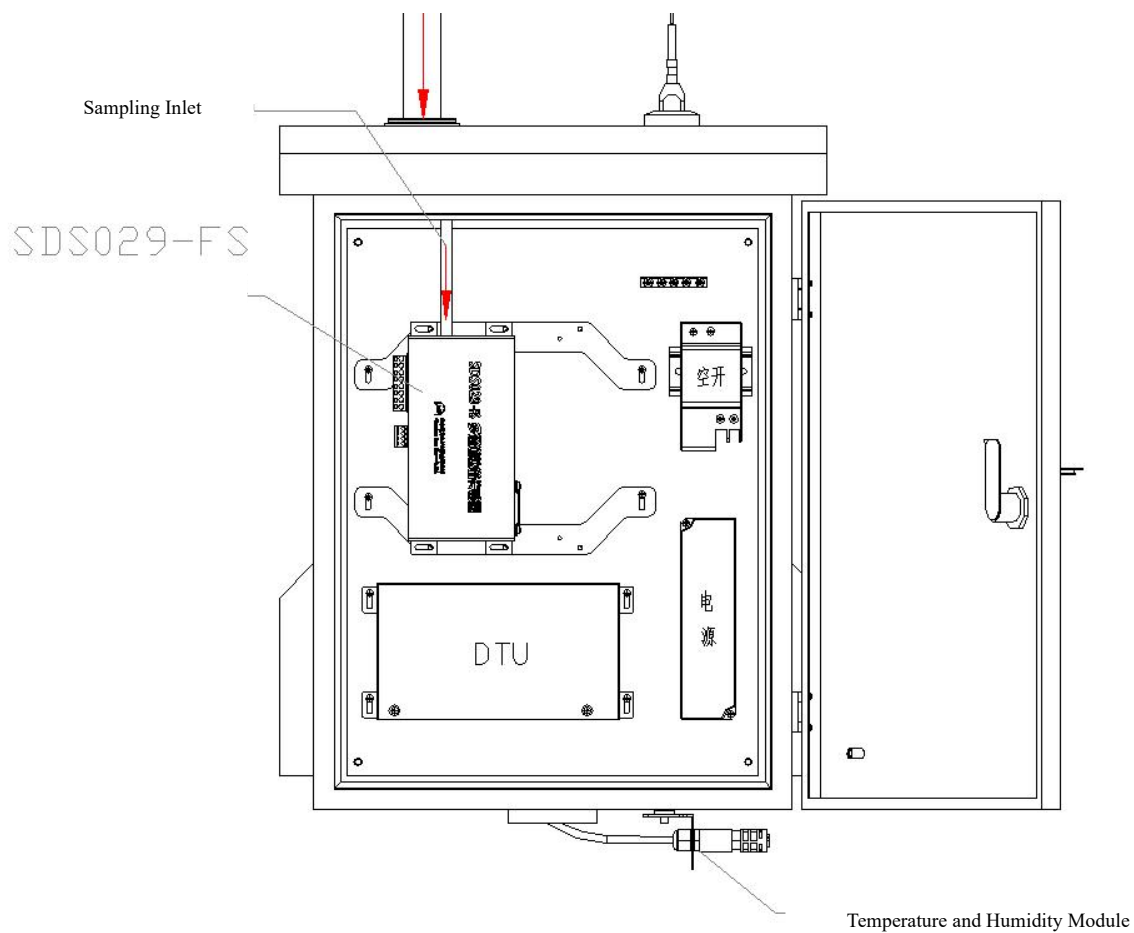 Sampling Inlet
SDS029-FS
空开
电
源
DTU
Temperature and Humidity Module